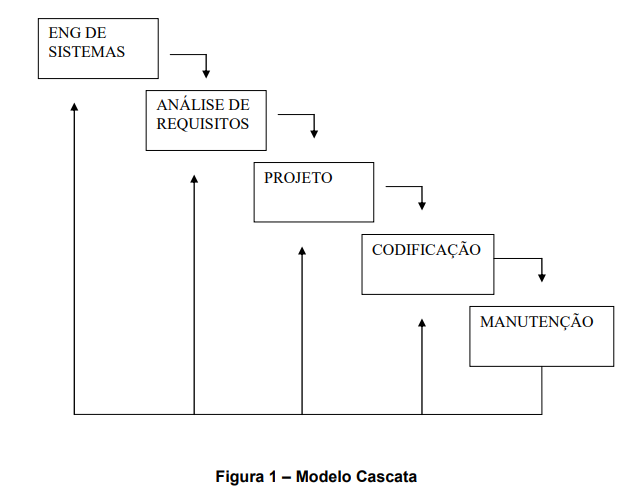 ENG DE
SISTEMAS
ANÁLISE DE
REQUISITOS
PROJETO
CODIFICAÇÃO
MANUTENÇÃO
Figura 1 – Modelo Cascata